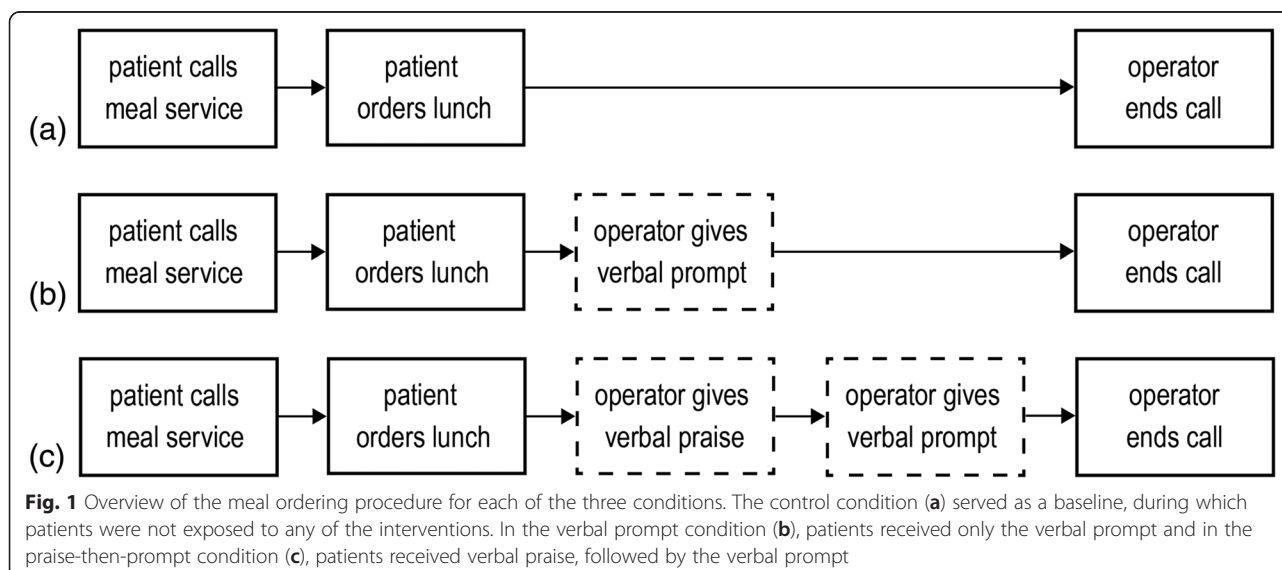 patient calls
meal service
patient
orders lunch
operator
ends call
(a)
patient calls
meal service
patient
orders lunch
operator gives
verbal prompt
operator
ends call
(b)
patient calls
meal service
patient
orders lunch
operator gives
verbal praise
operator gives
verbal prompt
operator
ends call
(c)
Fig. 1 Overview of the meal ordering procedure for each of the three conditions. The control condition (a) served as a baseline, during which
patients were not exposed to any of the interventions. In the verbal prompt condition (b), patients received only the verbal prompt and in the
praise-then-prompt condition (c), patients received verbal praise, followed by the verbal prompt